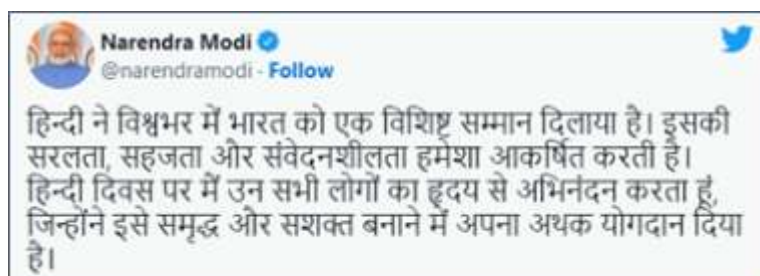 Narendra Modi
@narendramodi · Follow
हिन्दी ने विश्वभर में भारत को एक विशिष्ट सम्मान दिलाया है। इसकी
सरलता, सहजता और संवेदनशीलता हमेशा आकर्षित करती है।
हिन्दी दिवस पर मैं उन सभी लोगों का हृदय से अभिनंदन करता हूं,
जिन्होंने इसे समृद्ध और सशक्त बनाने में अपना अथक योगदान दिया
है।